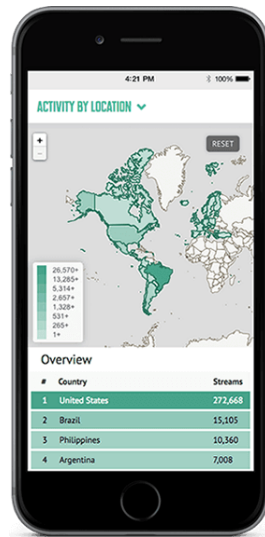 4:21 PM
100%
ACTIVITY BY LOCATION
+
-
RESET
26,570+
13,285+
5,314+
2,657+
1,328+
531+
265+
1+
Overview
# Country Streams
1 United States 272,668
2 Brazil 15,105
3 Philippines 10,360
4 Argentina 7,008